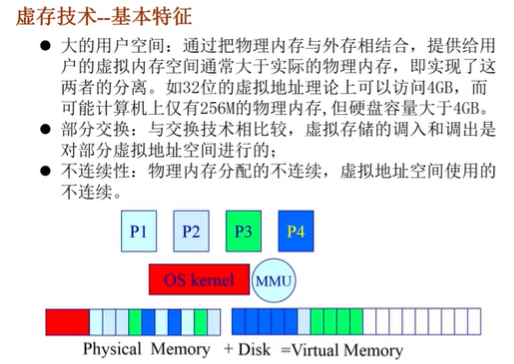 虚存技术--基本特征
● 大的用户空间：通过把物理内存与外存相结合，提供给用
户的虚拟内存空间通常大于实际的物理内存，即实现了这
两者的分离。如32位的虚拟地址理论上可以访问4GB，而
可能计算机上仅有256M的物理内存,但硬盘容量大于4GB。
● 部分交换：与交换技术相比较，虚拟存储的调入和调出是
对部分虚拟地址空间进行的；
● 不连续性：物理内存分配的不连续，虚拟地址空间使用的
不连续。
P1 P2 P3 P4
OS kernel MMU
Physical Memory + Disk =Virtual Memory